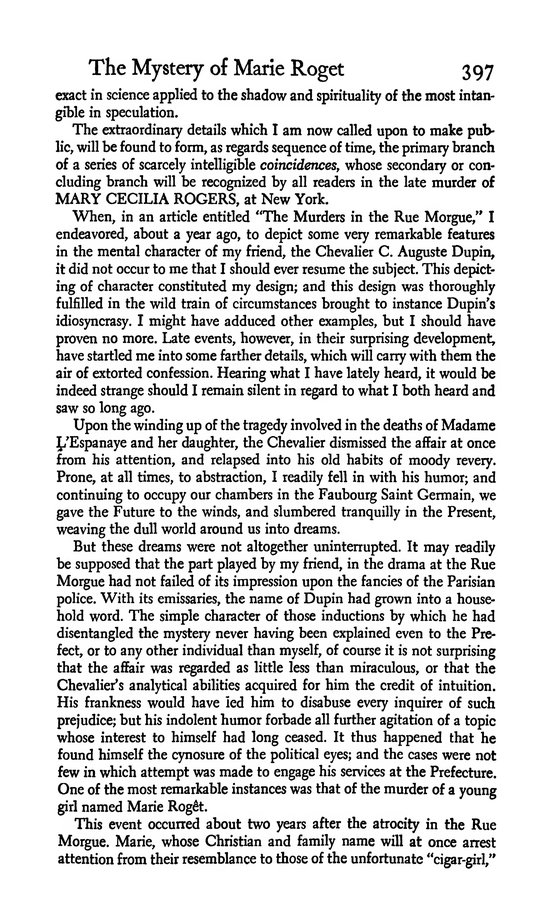 The Mystery of Marie Roget 397
exact in science applied to the shadow and spirituality of the most intan-
gible in speculation.
The extraordinary details which I am now called upon to make pub-
lic, will be found to form, as regards sequence of time, the primary branch
of a series of scarcely intelligible coincidences, whose secondary or con-
cluding branch will be recognized by all readers in the late murder of
MARY CECILIA ROGERS, at New York.
When, in an article entitled “The Murders in the Rue Morgue,” I
endeavored, about a year ago, to depict some very remarkable features
in the mental character of my friend, the Chevalier C. Auguste Dupin,
it did not occur to me that I should ever resume the subject. This depict-
ing of character constituted my design; and this design was thoroughly
fulfilled in the wild train of circumstances brought to instance Dupin’s
idiosyncrasy. I might have adduced other examples, but I should have
proven no more. Late events, however, in their surprising development,
have startled me into some farther details, which will carry with them the
air of extorted confession. Hearing what I have lately heard, it would be
indeed strange should I remain silent in regard to what I both heard and
saw so long ago.
Upon the winding up of the tragedy involved in the deaths of Madame
L’Espanaye and her daughter, the Chevalier dismissed the affair at once
from his attention, and relapsed into his old habits of moody revery.
Prone, at all times, to abstraction, I readily fell in with his humor; and
continuing to occupy our chambers in the Faubourg Saint Germain, we
gave the Future to the winds, and slumbered tranquilly in the Present,
weaving the dull world around us into dreams.
But these dreams were not altogether uninterrupted. It may readily
be supposed that the part played by my friend, in the drama at the Rue
Morgue had not failed of its impression upon the fancies of the Parisian
police. With its emissaries, the name of Dupin had grown into a house-
hold word. The simple character of those inductions by which he had
disentangled the mystery never having been explained even to the Pre-
fect, or to any other individual than myself, of course it is not surprising
that the affair was regarded as little less than miraculous, or that the
Chevalier’s analytical abilities acquired for him the credit of intuition.
His frankness would have ied him to disabuse every inquirer of such
prejudice; but his indolent humor forbade all further agitation of a topic
whose interest to himself had long ceased. It thus happened that he
found himself the cynosure of the political eyes; and the cases were not
few in which attempt was made to engage his services at the Prefecture.
One of the most remarkable instances was that of the murder of a young
girl named Marie Rogêt.
This event occurred about two years after the atrocity in the Rue
Morgue. Marie, whose Christian and family name will at once arrest
attention from their resemblance to those of the unfortunate “cigar-girl,”